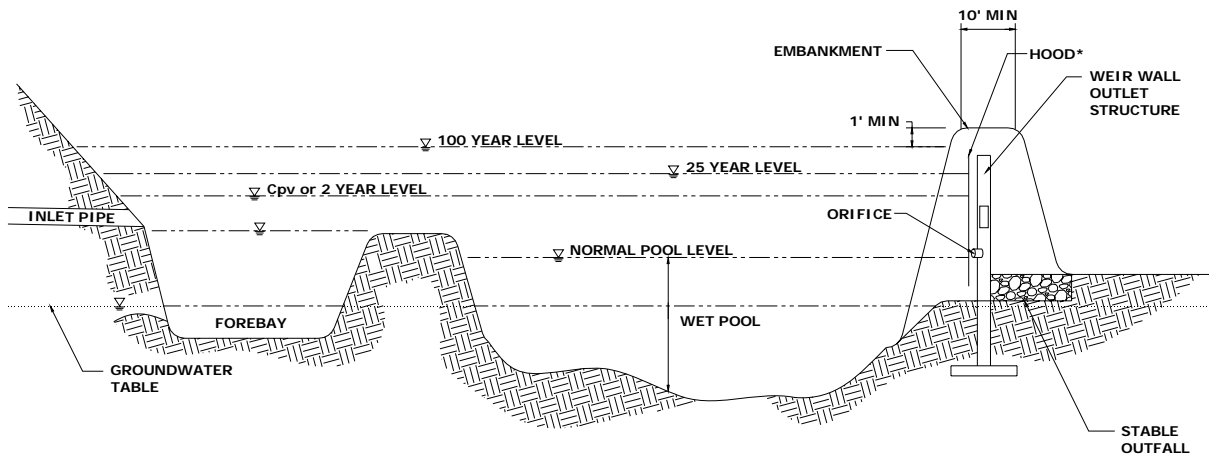 10' MIN
EMBANKMENT
HOOD*
WEIR WALL
OUTLET
STRUCTURE
1' MIN
100 YEAR LEVEL
25 YEAR LEVEL
Cpv or 2 YEAR LEVEL
INLET PIPE
ORIFICE
NORMAL POOL LEVEL
FOREBAY
WET POOL
GROUNDWATER
TABLE
STABLE
OUTFALL